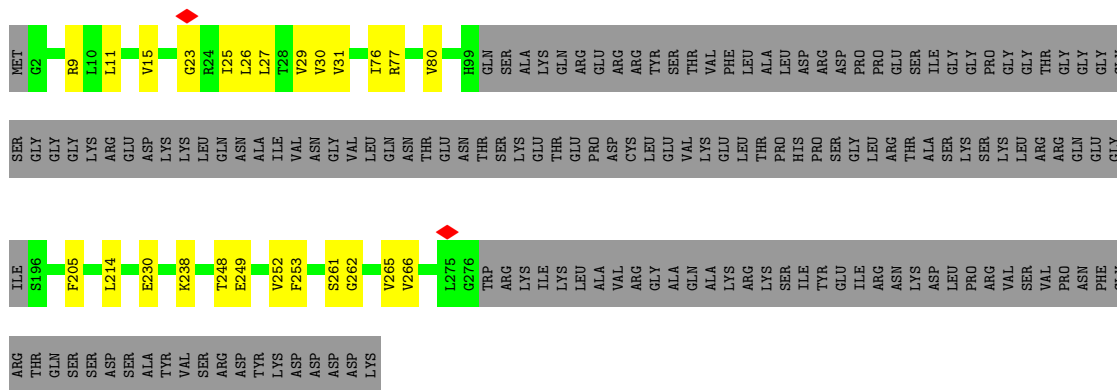 MET G2 R9 L10 L11 V15 G23 R24 I25 L26 L27 T28 V29 V30 V31 I76 R77 V80 H99 GLN SER ALA LYS GLN ARG GLU ARG ARG TYR SER THR VAL PHE LEU ALA LEU ASP ARG ASP PRO PRO GLU SER ILE GLY GLY PRO GLY GLY THR GLY GLY GLY
SER GLY GLY GLY LYS ARG GLU ASP LYS LYS LEU GLN ASN ALA ILE VAL ASN GLY VAL LEU GLN ASN THR GLU ASN THR SER LYS GLU THR GLU PRO ASP CYS LEU GLU VAL LYS GLU LEU THR PRO HIS PRO SER GLY LEU ARG THR ALA SER LYS SER LYS LEU ARG ARG GLN GLU GLY
ILE S196 F205 L214 E230 K238 T248 E249 V252 F253 S261 G262 V265 V266 L275 G276 TRP ARG LYS ILE LYS LEU ALA VAL ARG GLY ALA GLN ALA LYS ARG LYS SER ILE TYR GLU ILE ARG ASN LYS ASP LEU PRO ARG VAL SER VAL PRO ASN PHE
ARG THR GLN SER SER ASP SER ALA TYR VAL SER ARG ASP TYR LYS ASP ASP ASP ASP LYS